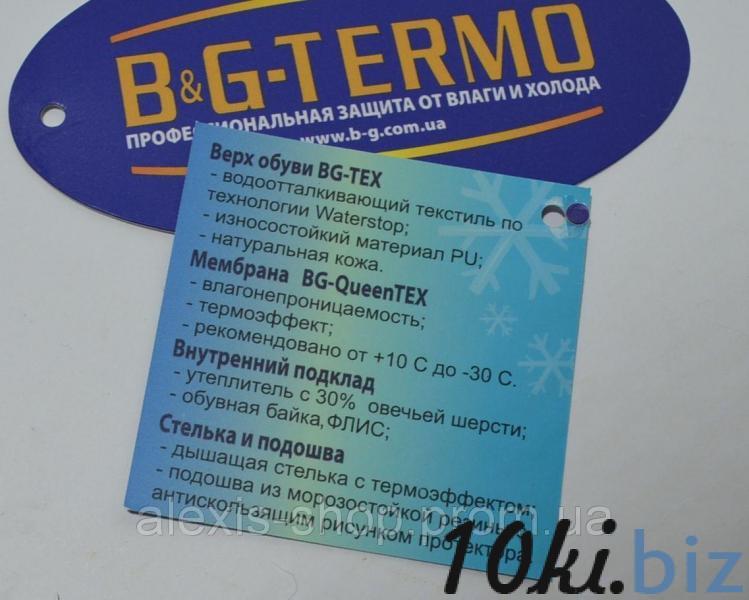 B&G-TERMO
ПРОФЕССИОНАЛЬНАЯ ЗАЩИТА ОТ ВЛАГИ И ХОЛОДА
www.b-g.com.ua
Верх обуви BG-TEX
- водоотталкивающий текстиль по
технологии Waterstop;
- износостойкий материал PU;
- натуральная кожа.
Мембрана BG-QueenTEX
- влагонепроницаемость;
- термоэффект;
- рекомендовано от +10 С до -30 С.
Внутренний подклад
- утеплитель с 30% овечьей шерсти;
- обувная байка, ФЛИС;
Стелька и подошва
- дышащая стелька с термоэффектом;
- подошва из морозостойкой резины с
антискользящим рисунком протектора.
alexis-shop.prom.ua
10ki.biz